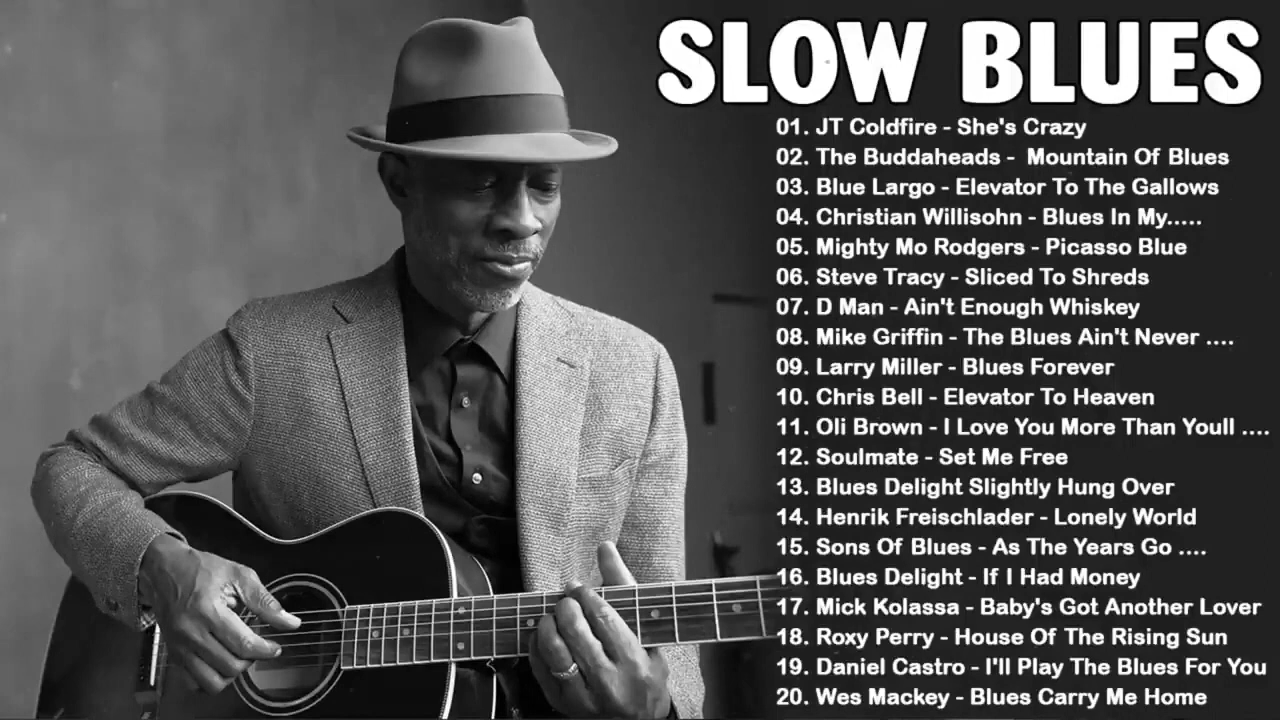 SLOW BLUES
01. JT Coldfire - She's Crazy
02. The Buddaheads - Mountain Of Blues
03. Blue Largo - Elevator To The Gallows
04. Christian Willisohn - Blues In My.....
05. Mighty Mo Rodgers - Picasso Blue
06. Steve Tracy - Sliced To Shreds
07. D Man - Ain't Enough Whiskey
08. Mike Griffin - The Blues Ain't Never ....
09. Larry Miller - Blues Forever
10. Chris Bell - Elevator To Heaven
11. Oli Brown - I Love You More Than Youll ....
12. Soulmate - Set Me Free
13. Blues Delight Slightly Hung Over
14. Henrik Freischlader - Lonely World
15. Sons Of Blues - As The Years Go ....
16. Blues Delight - If I Had Money
17. Mick Kolassa - Baby's Got Another Lover
18. Roxy Perry - House Of The Rising Sun
19. Daniel Castro - I'll Play The Blues For You
20. Wes Mackey - Blues Carry Me Home